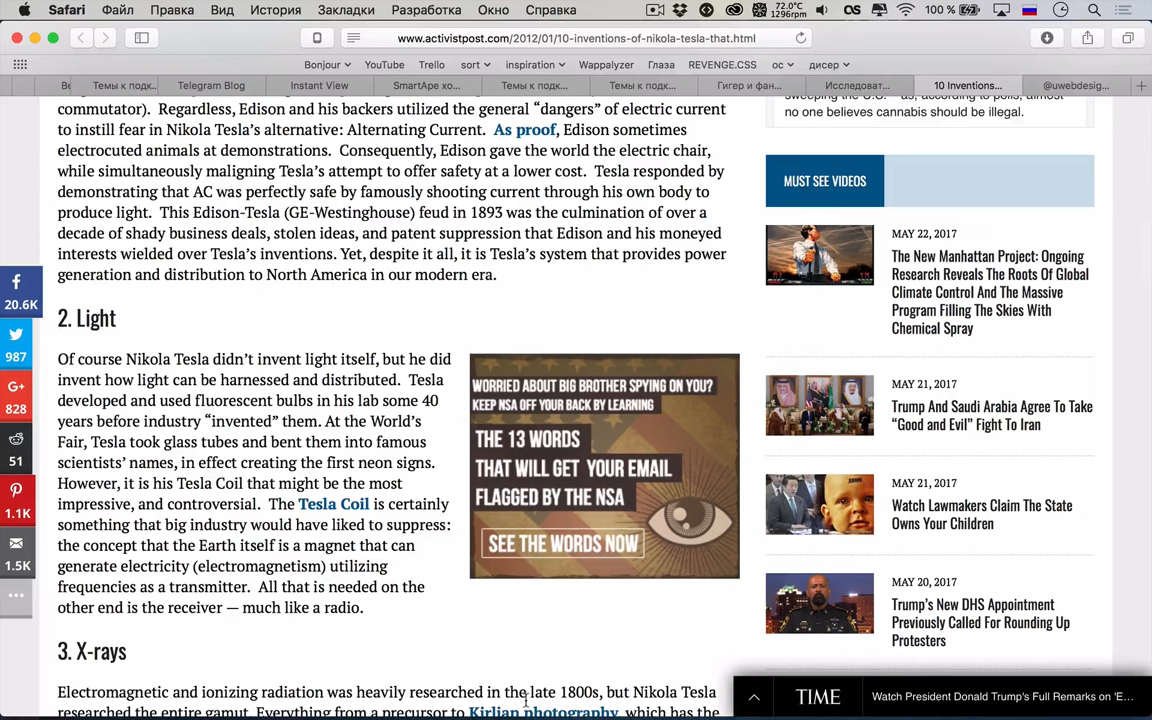 Safari Файл Правка Вид История Закладки Разработка Окно Справка 72.0°C 1296rpm 100 %
www.activistpost.com/2012/01/10-inventions-of-nikola-tesla-that.html
Bonjour YouTube Trello sort inspiration Wappalyzer Глаза REVENGE.CSS ос дисер
Темы к подк... Telegram Blog Instant View SmartApe хо... Темы к подк... Темы к подк... Гигер и фан... Исследоват... 10 Inventions... @uwebdesig...
commutator). Regardless, Edison and his backers utilized the general “dangers” of electric current
to instill fear in Nikola Tesla’s alternative: Alternating Current. As proof, Edison sometimes
electrocuted animals at demonstrations. Consequently, Edison gave the world the electric chair,
while simultaneously maligning Tesla’s attempt to offer safety at a lower cost. Tesla responded by
demonstrating that AC was perfectly safe by famously shooting current through his own body to
produce light. This Edison-Tesla (GE-Westinghouse) feud in 1893 was the culmination of over a
decade of shady business deals, stolen ideas, and patent suppression that Edison and his moneyed
interests wielded over Tesla’s inventions. Yet, despite it all, it is Tesla’s system that provides power
generation and distribution to North America in our modern era.
2. Light
Of course Nikola Tesla didn’t invent light itself, but he did
invent how light can be harnessed and distributed. Tesla
developed and used fluorescent bulbs in his lab some 40
years before industry “invented” them. At the World’s
Fair, Tesla took glass tubes and bent them into famous
scientists’ names, in effect creating the first neon signs.
However, it is his Tesla Coil that might be the most
impressive, and controversial. The Tesla Coil is certainly
something that big industry would have liked to suppress:
the concept that the Earth itself is a magnet that can
generate electricity (electromagnetism) utilizing
frequencies as a transmitter. All that is needed on the
other end is the receiver — much like a radio.
WORRIED ABOUT BIG BROTHER SPYING ON YOU?
KEEP NSA OFF YOUR BACK BY LEARNING
THE 13 WORDS
THAT WILL GET YOUR EMAIL
FLAGGED BY THE NSA
SEE THE WORDS NOW
3. X-rays
Electromagnetic and ionizing radiation was heavily researched in the late 1800s, but Nikola Tesla
researched the entire gamut. Everything from a precursor to Kirlian photography, which has the
20.6K
987
828
51
1.1K
1.5K
no one believes cannabis should be illegal.
MUST SEE VIDEOS
MAY 22, 2017
The New Manhattan Project: Ongoing
Research Reveals The Roots Of Global
Climate Control And The Massive
Program Filling The Skies With
Chemical Spray
MAY 21, 2017
Trump And Saudi Arabia Agree To Take
“Good and Evil” Fight To Iran
MAY 21, 2017
Watch Lawmakers Claim The State
Owns Your Children
MAY 20, 2017
Trump’s New DHS Appointment
Previously Called For Rounding Up
Protesters
TIME Watch President Donald Trump's Full Remarks on 'E...